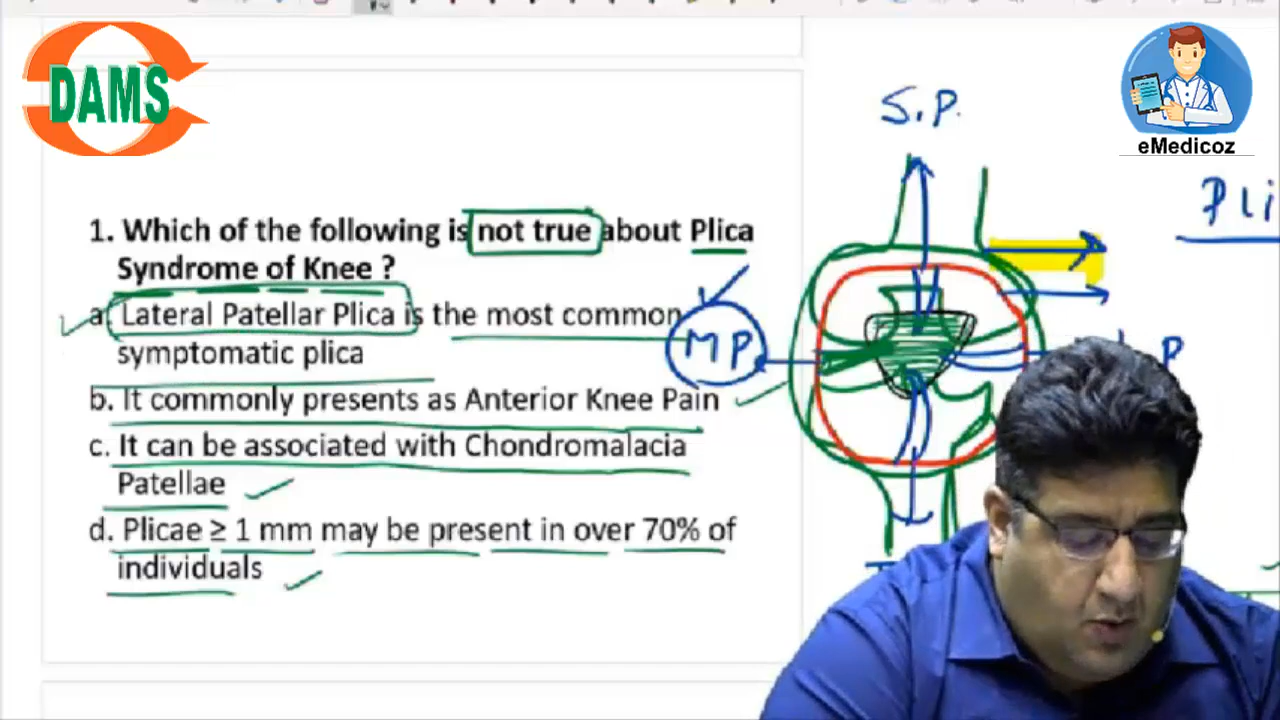 DAMS
eMedicoz
S.P.
Pli
1. Which of the following is not true about Plica
Syndrome of Knee ?
a. Lateral Patellar Plica is the most common
symptomatic plica
MP
P
b. It commonly presents as Anterior Knee Pain
c. It can be associated with Chondromalacia
Patellae
d. Plicae ≥ 1 mm may be present in over 70% of
individuals